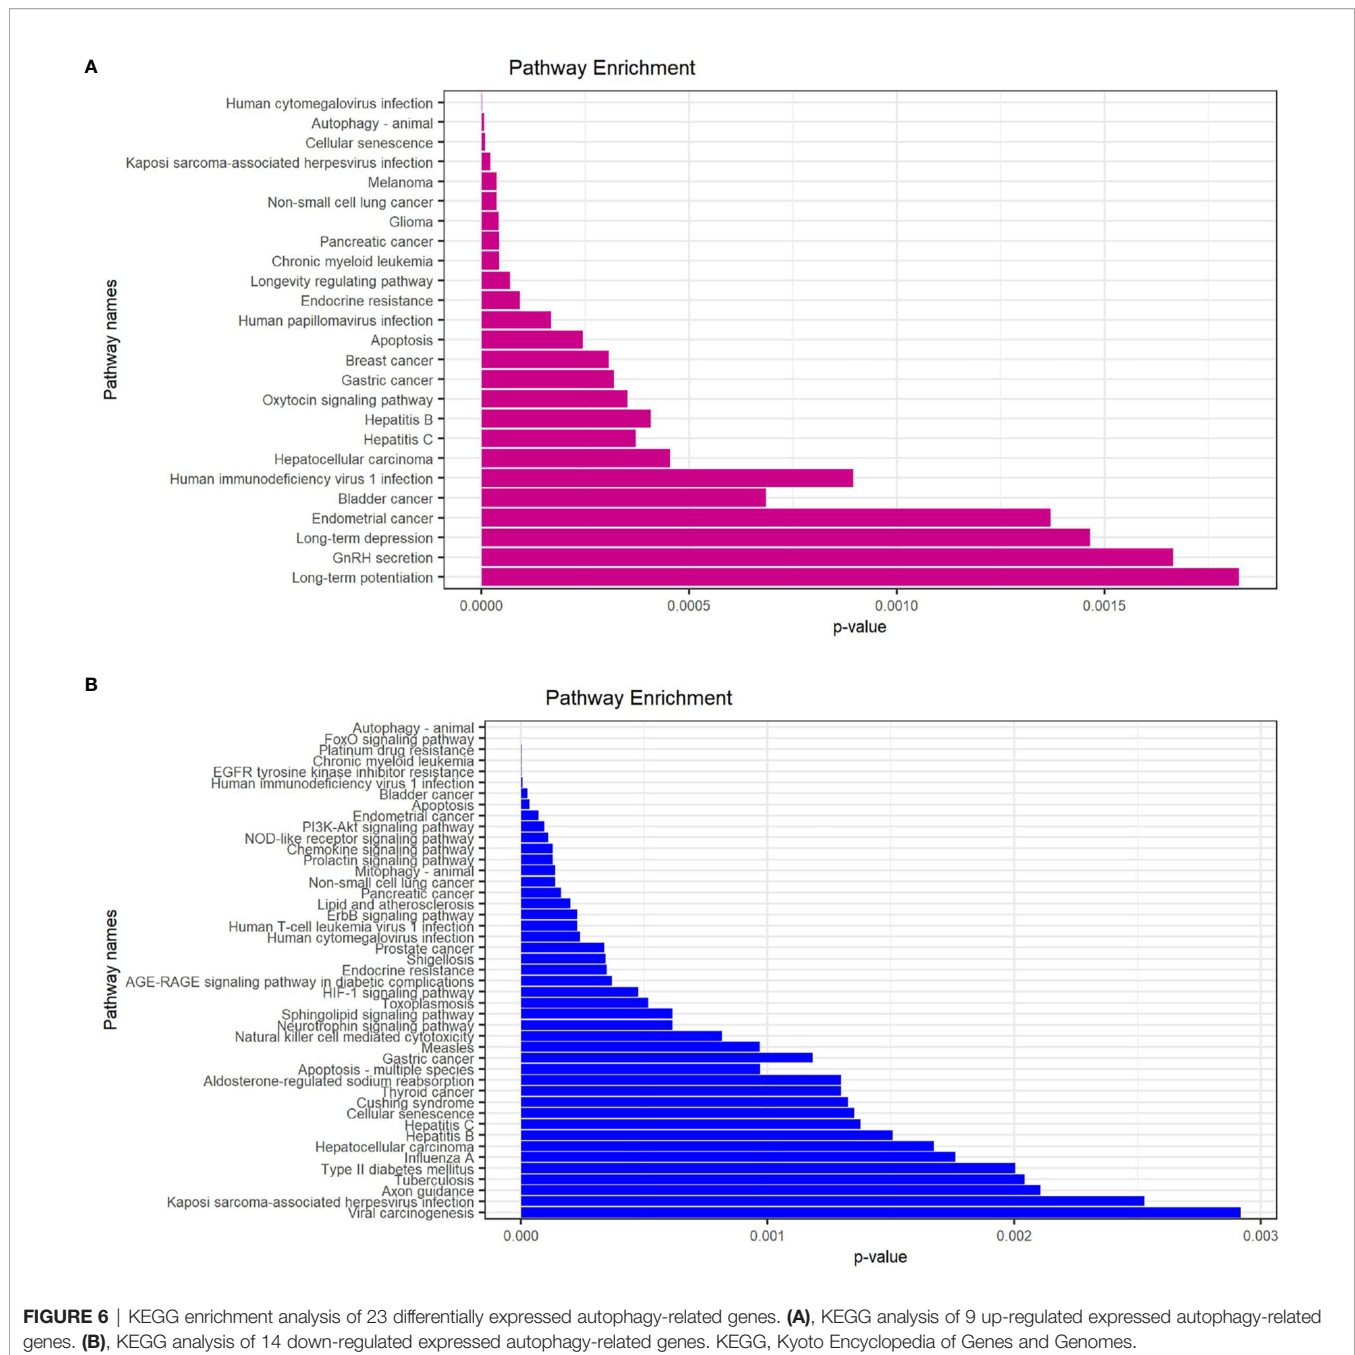 A
Pathway Enrichment
Pathway names
Human cytomegalovirus infection
Autophagy - animal
Cellular senescence
Kaposi sarcoma-associated herpesvirus infection
Melanoma
Non-small cell lung cancer
Glioma
Pancreatic cancer
Chronic myeloid leukemia
Longevity regulating pathway
Endocrine resistance
Human papillomavirus infection
Apoptosis
Breast cancer
Gastric cancer
Oxytocin signaling pathway
Hepatitis B
Hepatitis C
Hepatocellular carcinoma
Human immunodeficiency virus 1 infection
Bladder cancer
Endometrial cancer
Long-term depression
GnRH secretion
Long-term potentiation
0.0000 0.0005 0.0010 0.0015
p-value
B
Pathway Enrichment
Pathway names
Autophagy - animal
FoxO signaling pathway
Platinum drug resistance
Chronic myeloid leukemia
EGFR tyrosine kinase inhibitor resistance
Human immunodeficiency virus 1 infection
Bladder cancer
Apoptosis
Endometrial cancer
PI3K-Akt signaling pathway
NOD-like receptor signaling pathway
Chemokine signaling pathway
Prolactin signaling pathway
Mitophagy - animal
Non-small cell lung cancer
Pancreatic cancer
Lipid and atherosclerosis
ErbB signaling pathway
Human T-cell leukemia virus 1 infection
Human cytomegalovirus infection
Prostate cancer
Shigellosis
Endocrine resistance
AGE-RAGE signaling pathway in diabetic complications
HIF-1 signaling pathway
Toxoplasmosis
Sphingolipid signaling pathway
Neurotrophin signaling pathway
Natural killer cell mediated cytotoxicity
Measles
Gastric cancer
Apoptosis - multiple species
Aldosterone-regulated sodium reabsorption
Thyroid cancer
Cushing syndrome
Cellular senescence
Hepatitis C
Hepatitis B
Hepatocellular carcinoma
Influenza A
Type II diabetes mellitus
Tuberculosis
Axon guidance
Kaposi sarcoma-associated herpesvirus infection
Viral carcinogenesis
0.000 0.001 0.002 0.003
p-value
FIGURE 6 | KEGG enrichment analysis of 23 differentially expressed autophagy-related genes. (A), KEGG analysis of 9 up-regulated expressed autophagy-related
genes. (B), KEGG analysis of 14 down-regulated expressed autophagy-related genes. KEGG, Kyoto Encyclopedia of Genes and Genomes.